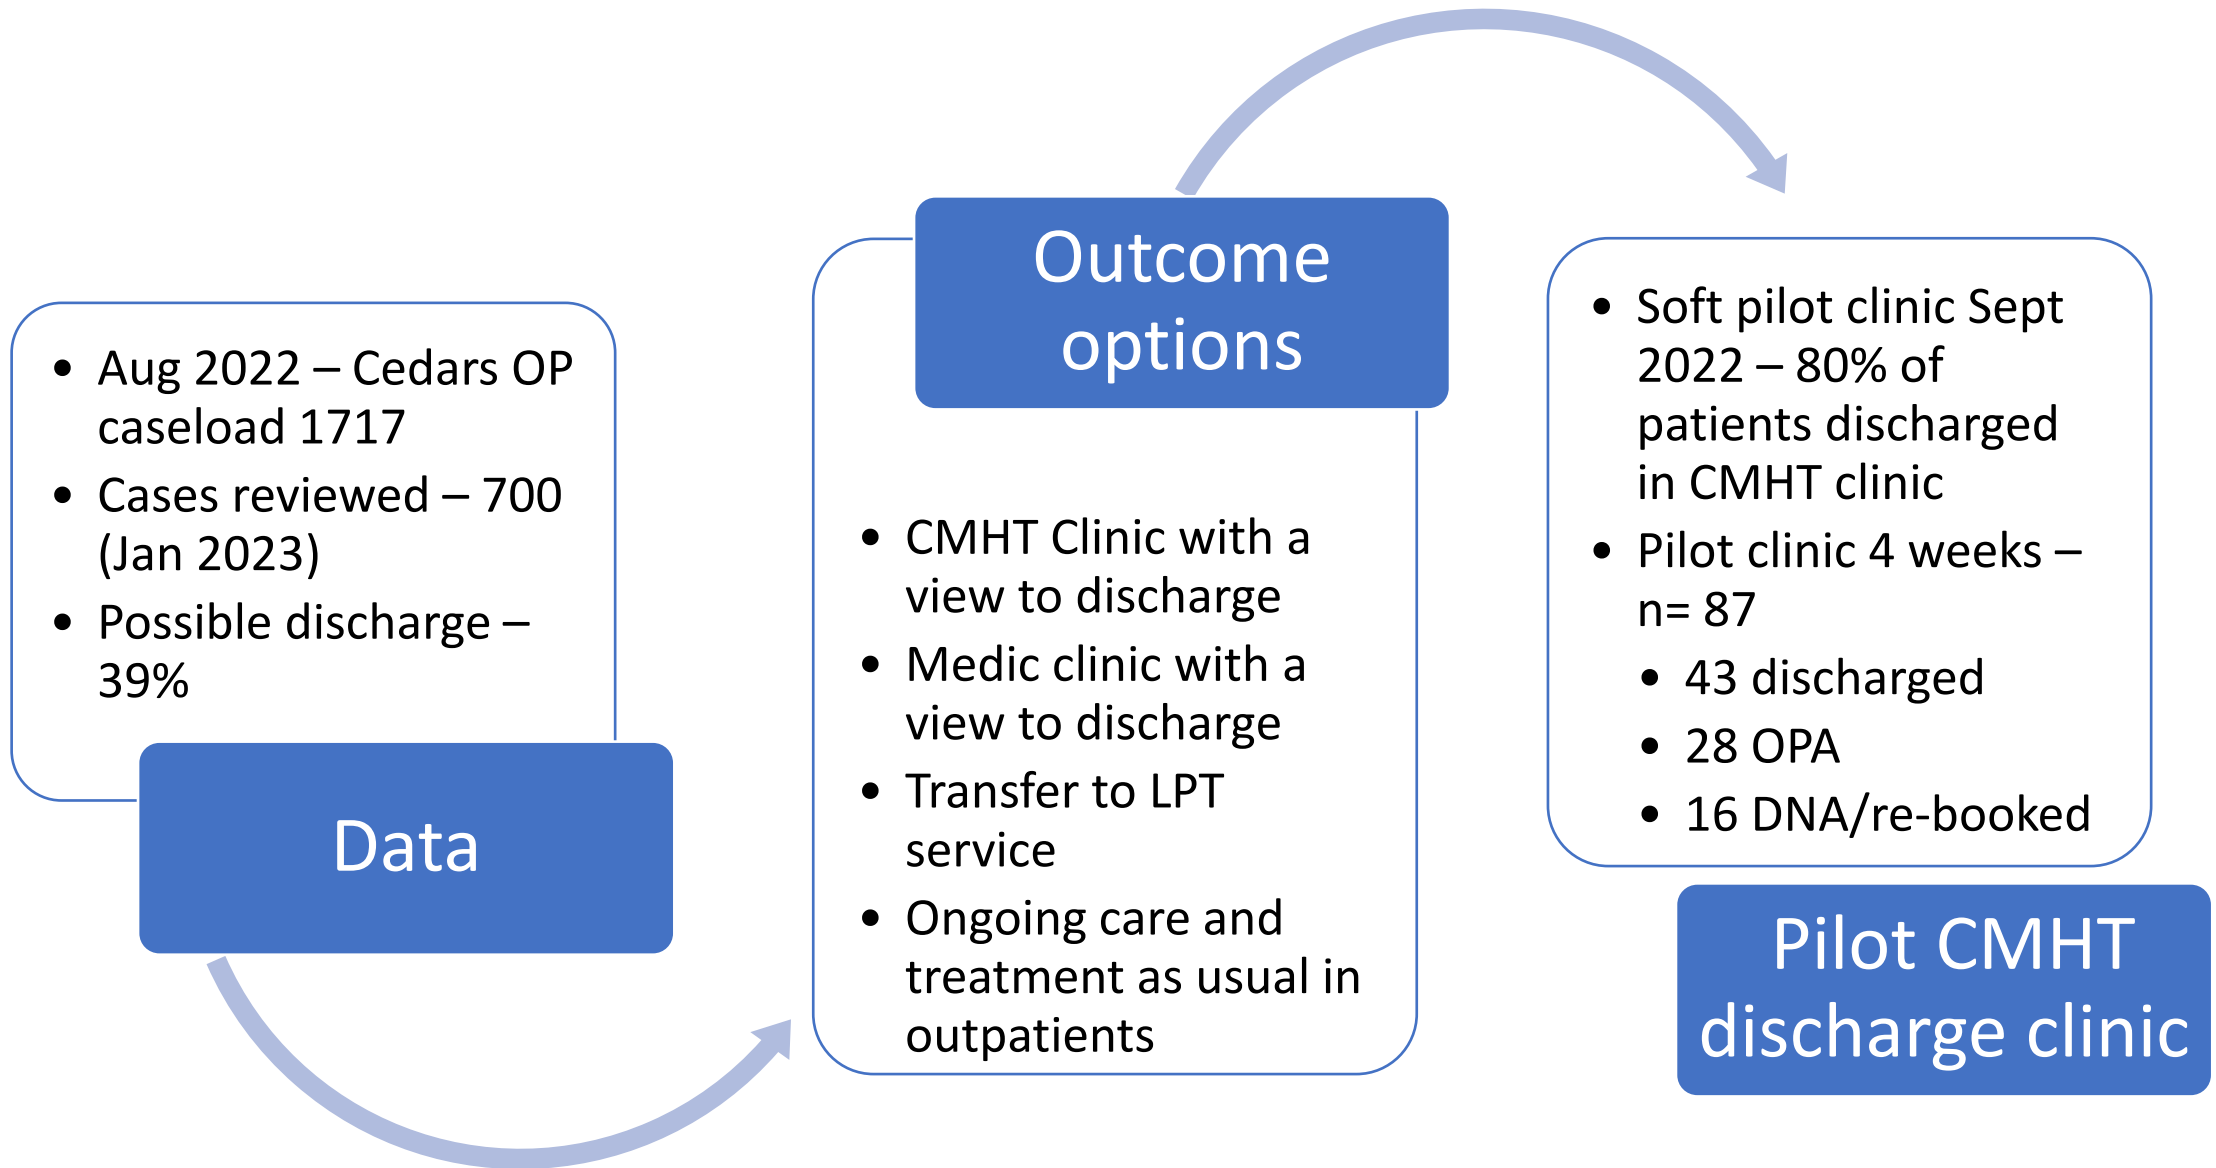 • Aug 2022 – Cedars OP
caseload 1717
• Cases reviewed – 700
(Jan 2023)
• Possible discharge –
39%
Data
Outcome
options
• CMHT Clinic with a
view to discharge
• Medic clinic with a
view to discharge
• Transfer to LPT
service
• Ongoing care and
treatment as usual in
outpatients
• Soft pilot clinic Sept
2022 – 80% of
patients discharged
in CMHT clinic
• Pilot clinic 4 weeks –
n= 87
• 43 discharged
• 28 OPA
• 16 DNA/re-booked
Pilot CMHT
discharge clinic